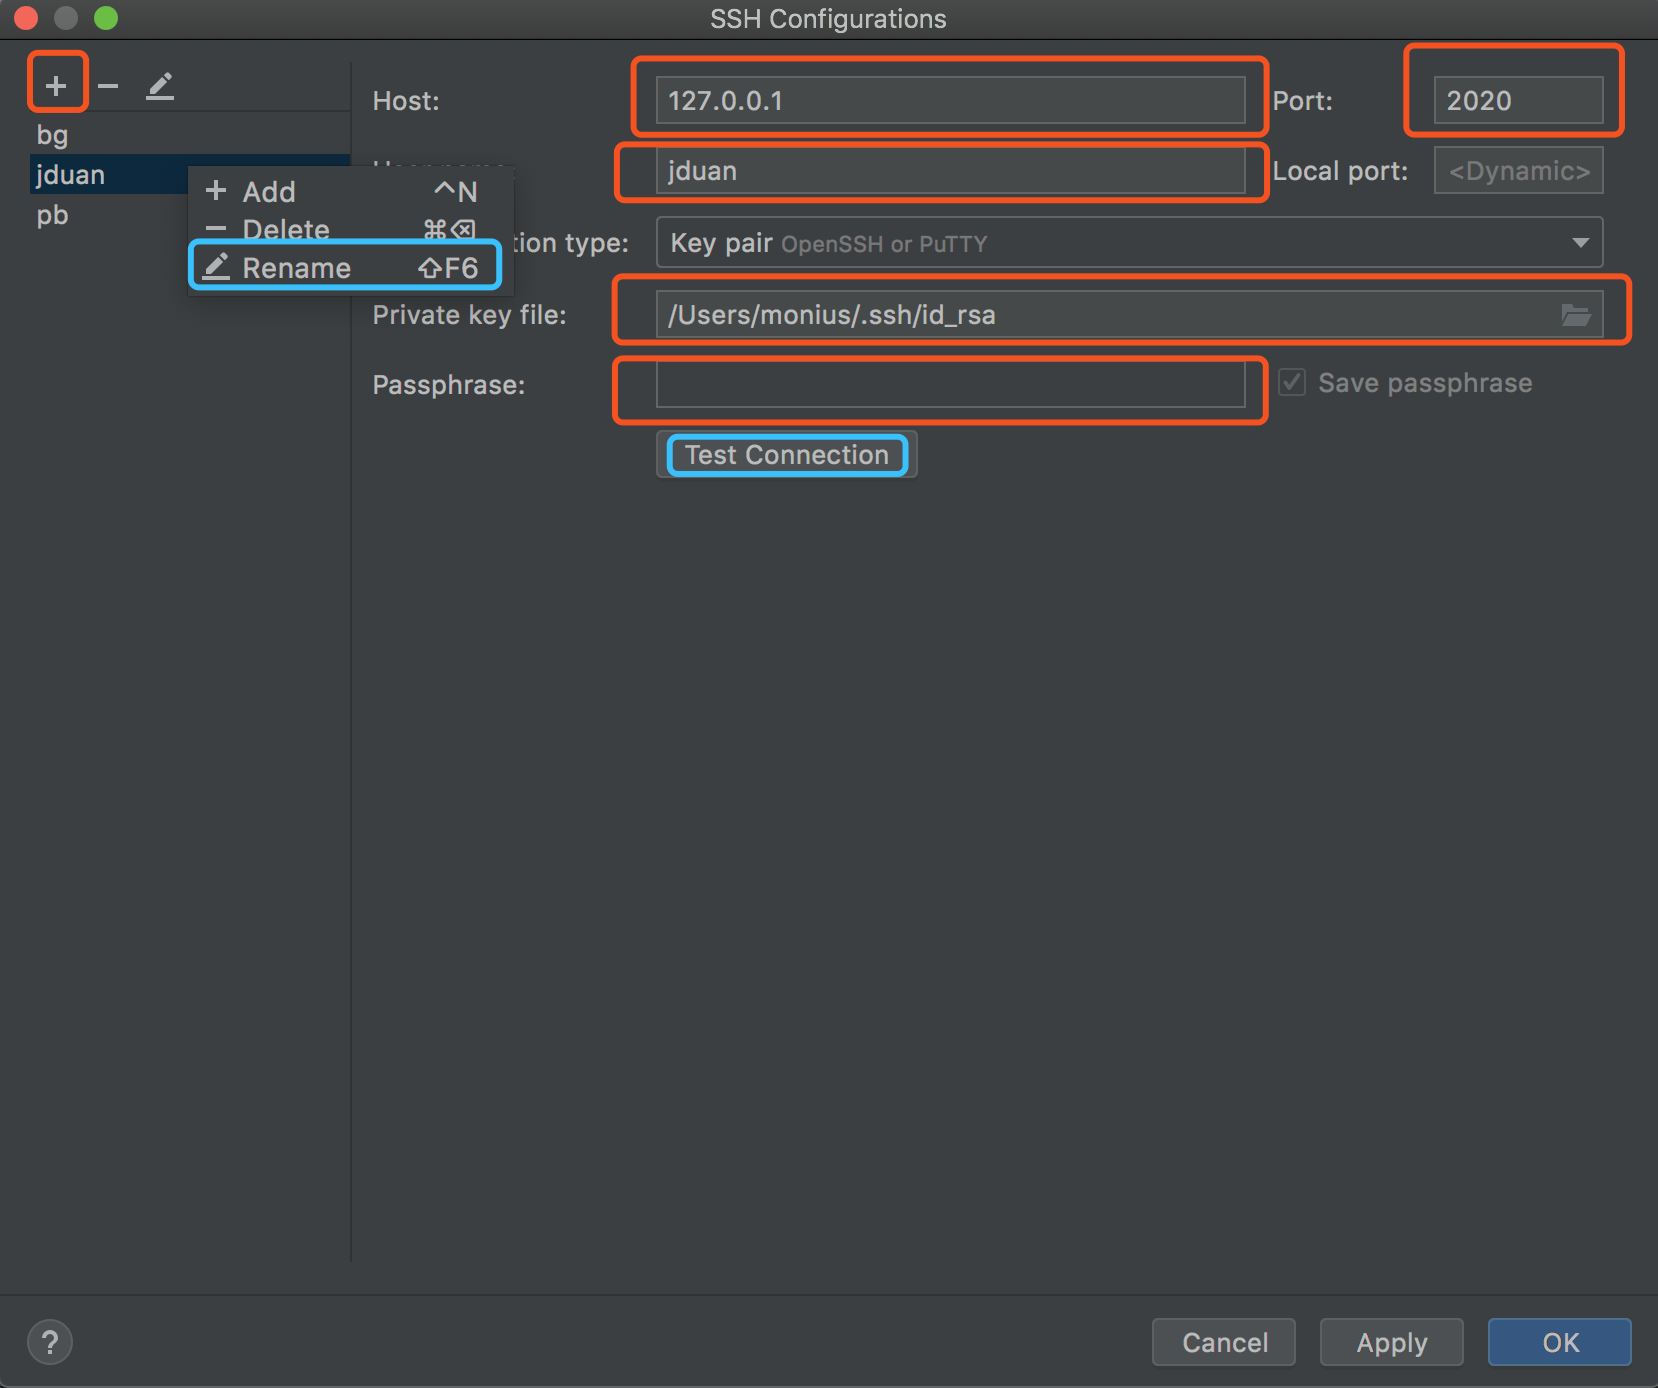 SSH Configurations
bg
jduan
pb
Add ^N
Delete ⌘⌫
Rename ⇧F6
Host: 127.0.0.1 Port: 2020
jduan Local port: <Dynamic>
tion type: Key pair OpenSSH or PuTTY
Private key file: /Users/monius/.ssh/id_rsa
Passphrase: Save passphrase
Test Connection
? Cancel Apply OK